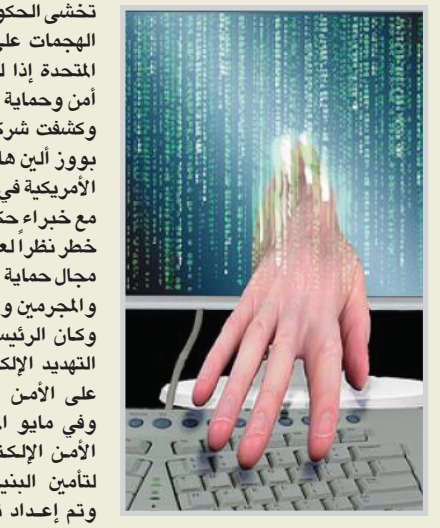 تخشى الحكو
الهجمات على
المتحدة إذا ل
أمن وحماية
وكشفت شرك
بووز ألين ها
الأمريكية في
مع خبراء حك
خطر نظراً لع
مجال حماية
والمجرمين و
وكان الرئيس
التهديد الإلك
على الأمن
وفي مايو ا
الأمن الإلكت
لتأمين البني
وتم إعداد ت